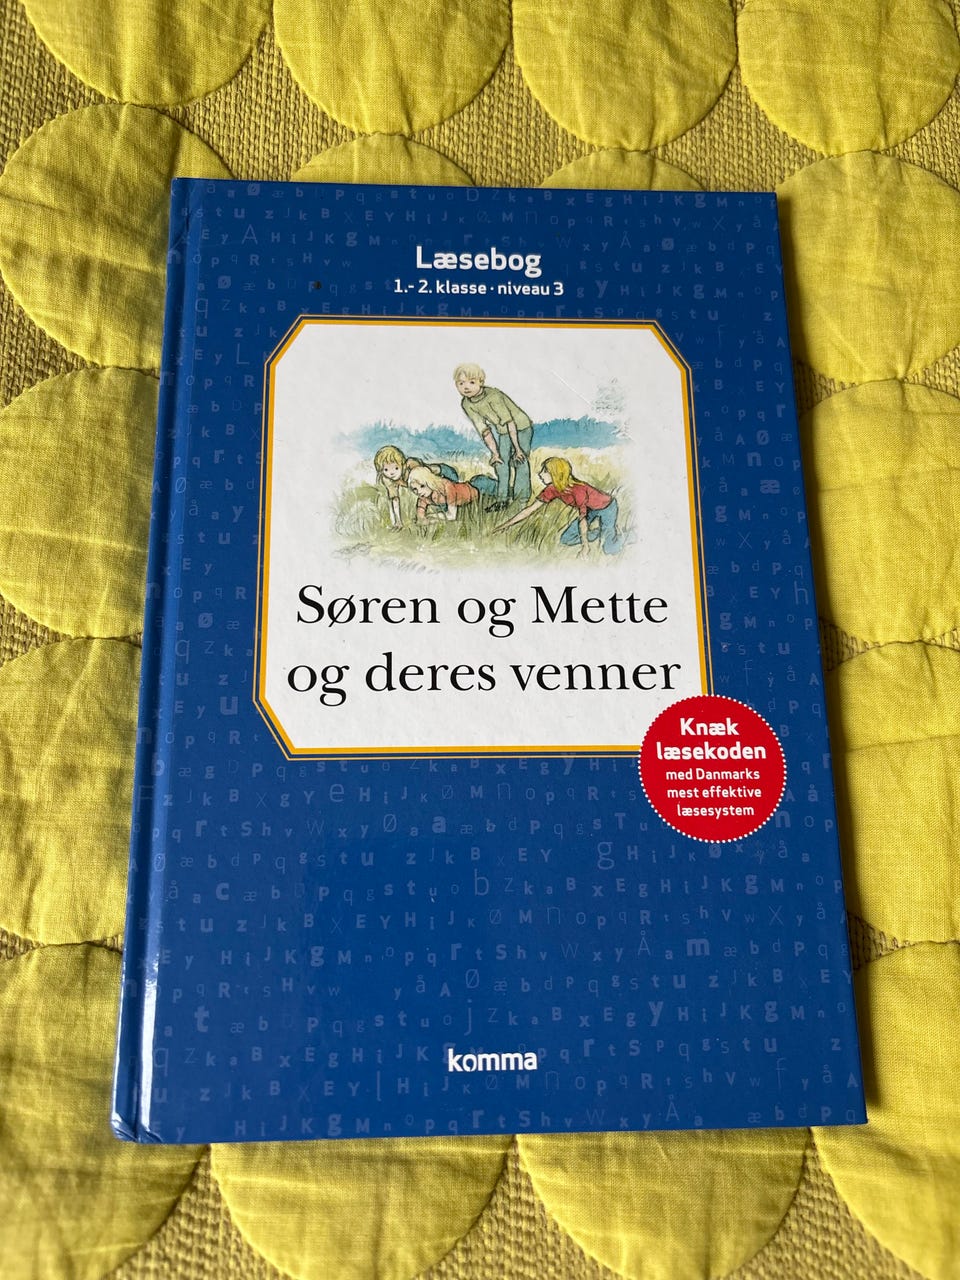 Læsebog
1.- 2. klasse · niveau 3
Søren og Mette
og deres venner
Knæk
læsekoden
med Danmarks
mest effektive
læsesystem
komma